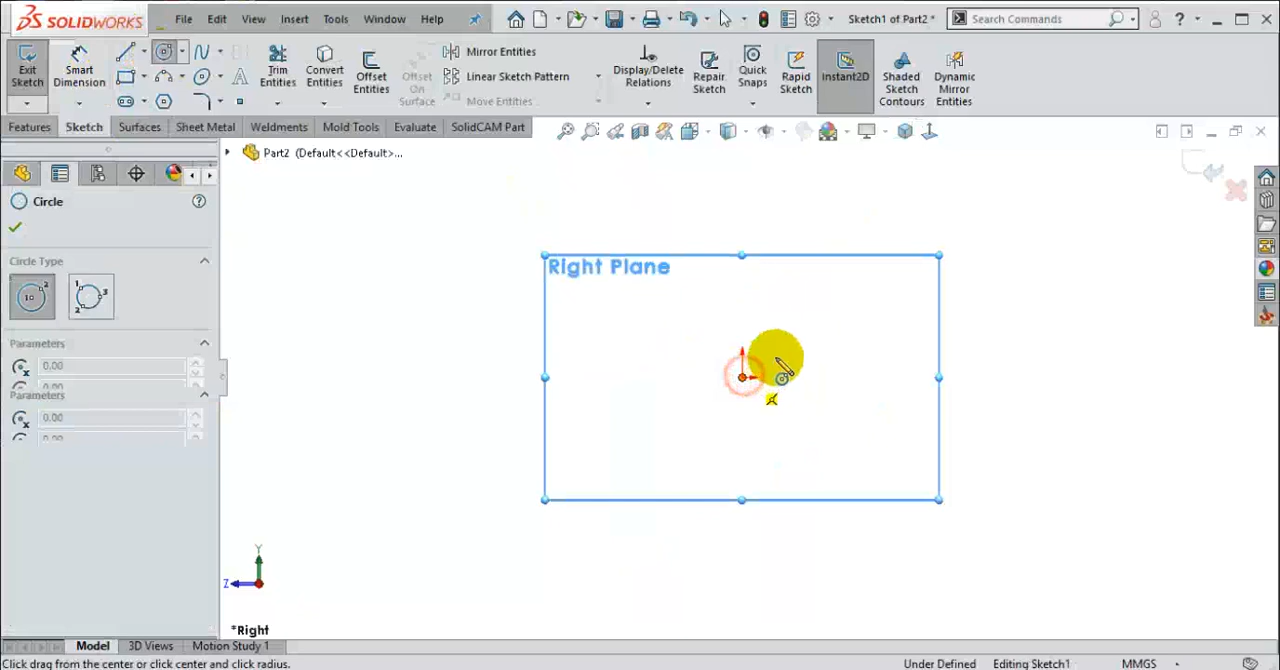 SOLIDWORKS File Edit View Insert Tools Window Help Sketch1 of Part2 * Search Commands ?
Exit Sketch
Smart Dimension
Trim Entities
Convert Entities
Offset Entities
Offset On Surface
Mirror Entities
Linear Sketch Pattern
Move Entities
Display/Delete Relations
Repair Sketch
Quick Snaps
Rapid Sketch
Instant2D
Shaded Sketch Contours
Dynamic Mirror Entities
Features Sketch Surfaces Sheet Metal Weldments Mold Tools Evaluate SolidCAM Part
Part2 (Default<<Default>...
Circle ?
Circle Type
Parameters
0.00
0.00
Parameters
0.00
0.00
Right Plane
Y
Z
*Right
Model 3D Views Motion Study 1
Click drag from the center or click center and click radius. Under Defined Editing Sketch1 MMGS